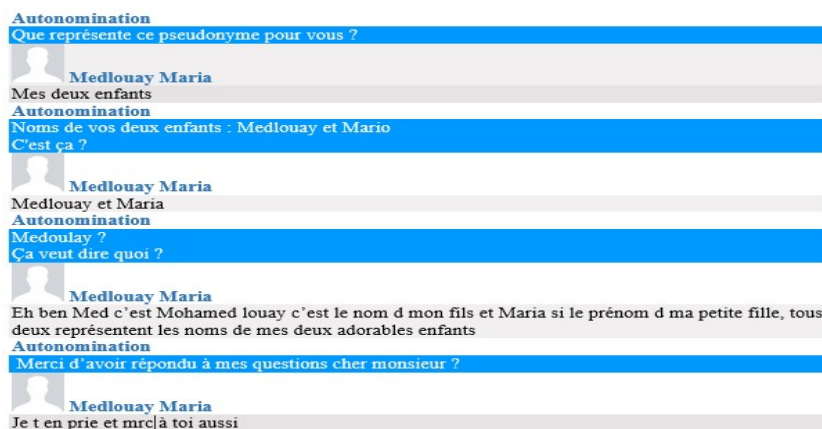 Autonomination
Que représente ce pseudonyme pour vous ?
Medlouay Maria
Mes deux enfants
Autonomination
Noms de vos deux enfants : Medlouay et Mario
C'est ça ?
Medlouay Maria
Medlouay et Maria
Autonomination
Medoulay ?
Ça veut dire quoi ?
Medlouay Maria
Eh ben Med c’est Mohamed louay c’est le nom d mon fils et Maria si le prénom d ma petite fille, tous
deux représentent les noms de mes deux adorables enfants
Autonomination
Merci d’avoir répondu à mes questions cher monsieur ?
Medlouay Maria
Je t en prie et mrc à toi aussi